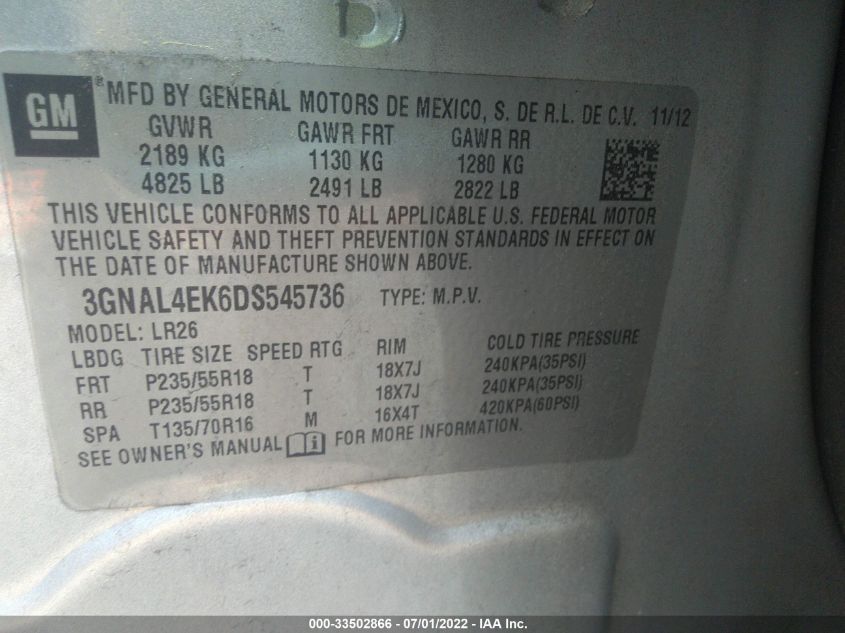 GM ® MFD BY GENERAL MOTORS DE MEXICO, S. DE R.L. DE C.V. 11/12
GVWR GAWR FRT GAWR RR
2189 KG 1130 KG 1280 KG
4825 LB 2491 LB 2822 LB
THIS VEHICLE CONFORMS TO ALL APPLICABLE U.S. FEDERAL MOTOR
VEHICLE SAFETY AND THEFT PREVENTION STANDARDS IN EFFECT ON
THE DATE OF MANUFACTURE SHOWN ABOVE.
3GNAL4EK6DS545736 TYPE: M.P.V.
MODEL: LR26
LBDG TIRE SIZE SPEED RTG RIM COLD TIRE PRESSURE
FRT P235/55R18 T 18X7J 240KPA(35PSI)
RR P235/55R18 T 18X7J 240KPA(35PSI)
SPA T135/70R16 M 16X4T 420KPA(60PSI)
SEE OWNER'S MANUAL i FOR MORE INFORMATION.
000-33502866 - 07/01/2022 - IAA Inc.